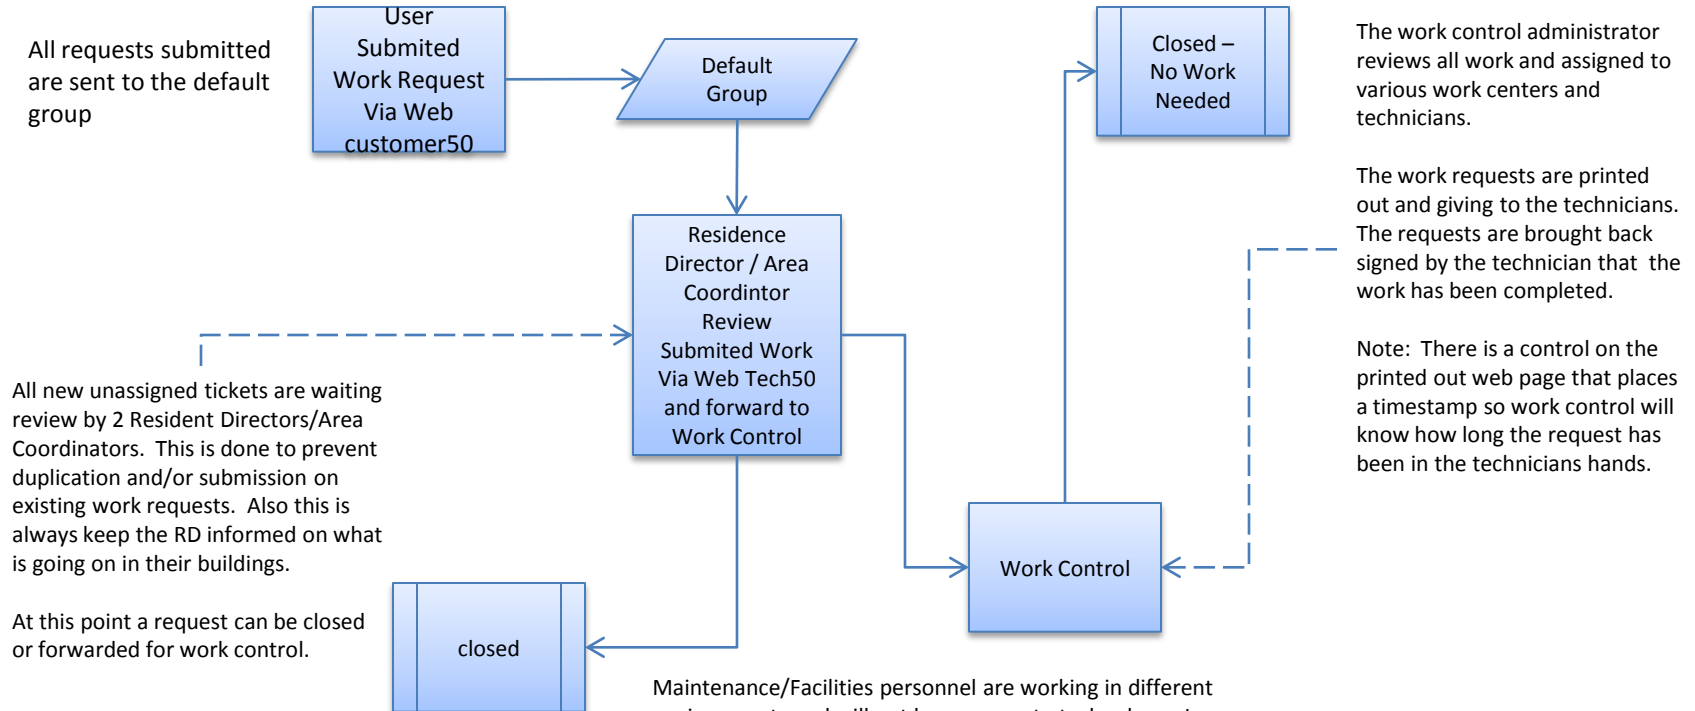 All requests submitted
are sent to the default
group
User
Submited
Work Request
Via Web
customer50
Default
Group
Closed –
No Work
Needed
The work control administrator
reviews all work and assigned to
various work centers and
technicians.
The work requests are printed
out and giving to the technicians.
The requests are brought back
signed by the technician that the
work has been completed.
Note: There is a control on the
printed out web page that places
a timestamp so work control will
know how long the request has
been in the technicians hands.
Residence
Director / Area
Coordintor
Review
Submited Work
Via Web Tech50
and forward to
Work Control
All new unassigned tickets are waiting
review by 2 Resident Directors/Area
Coordinators. This is done to prevent
duplication and/or submission on
existing work requests. Also this is
always keep the RD informed on what
is going on in their buildings.
At this point a request can be closed
or forwarded for work control.
Work Control
closed
Maintenance/Facilities personnel are working in different